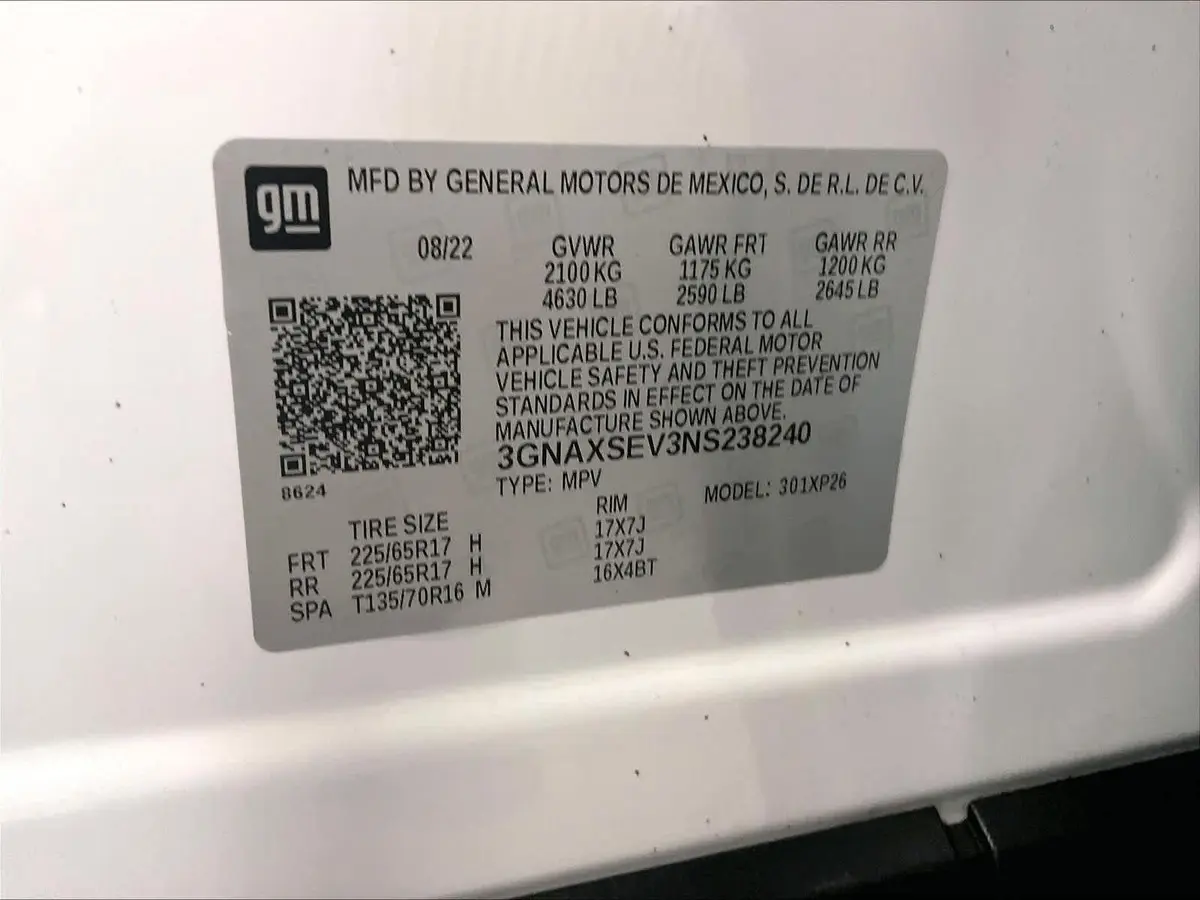 gm
MFD BY GENERAL MOTORS DE MEXICO, S. DE R.L. DE C.V.
08/22 GVWR GAWR FRT GAWR RR
2100 KG 1175 KG 1200 KG
4630 LB 2590 LB 2645 LB
THIS VEHICLE CONFORMS TO ALL
APPLICABLE U.S. FEDERAL MOTOR
VEHICLE SAFETY AND THEFT PREVENTION
STANDARDS IN EFFECT ON THE DATE OF
MANUFACTURE SHOWN ABOVE.
3GNAXSEV3NS238240
8624
TYPE: MPV MODEL: 301XP26
TIRE SIZE RIM
FRT 225/65R17 H 17X7J
RR 225/65R17 H 17X7J
SPA T135/70R16 M 16X4BT